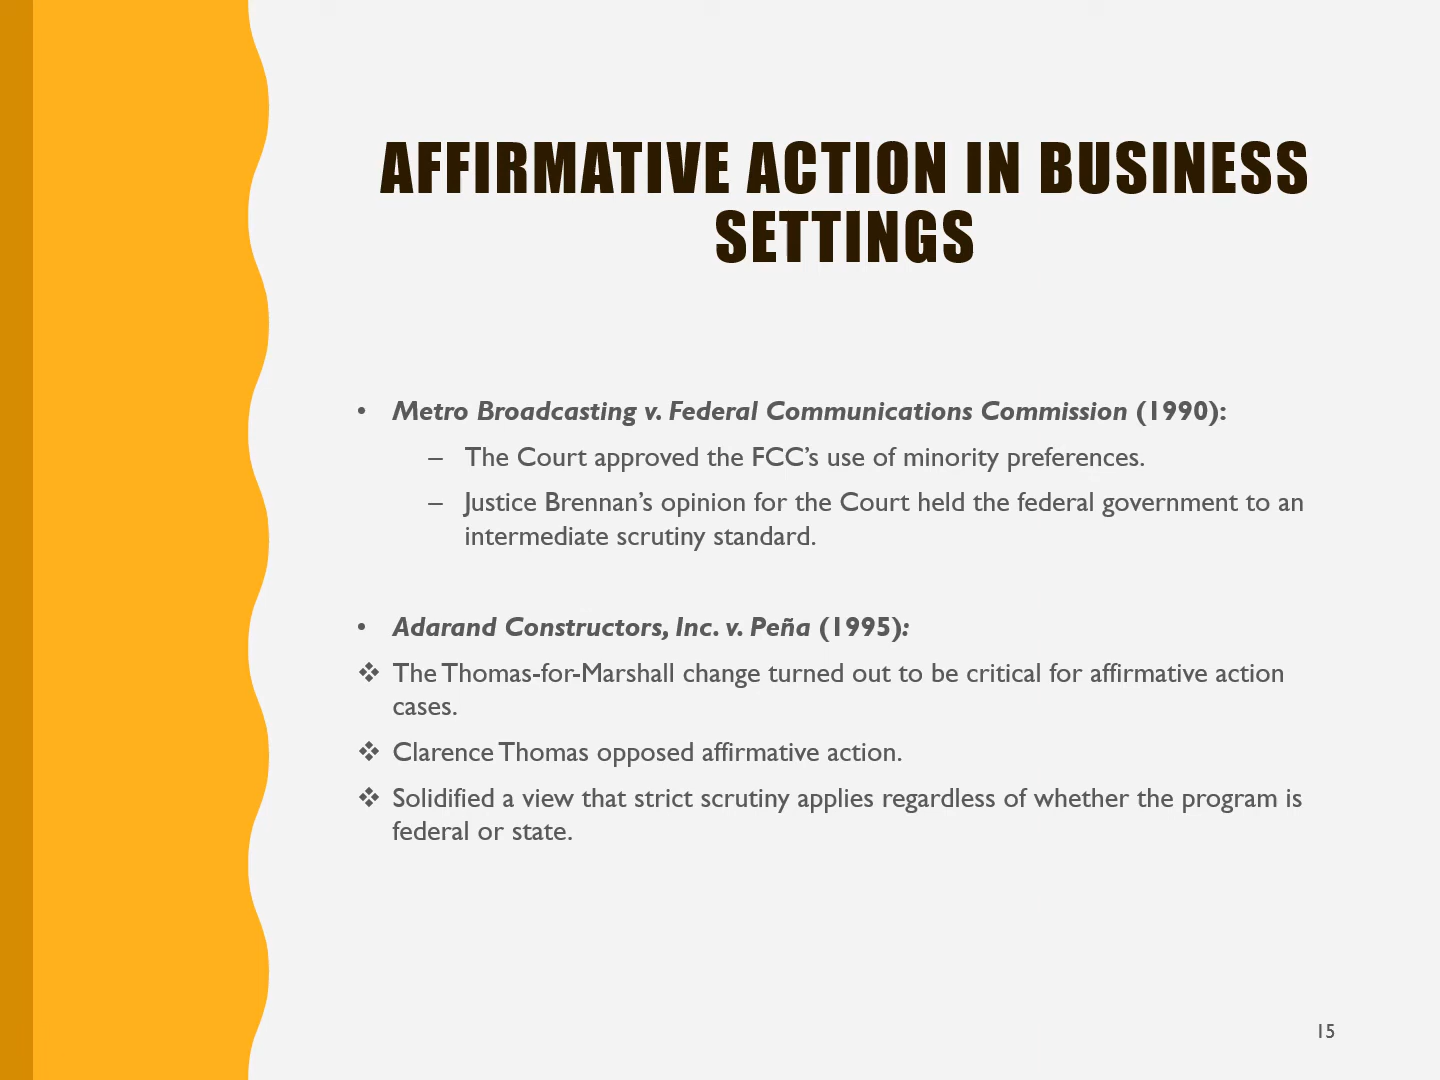 AFFIRMATIVE ACTION IN BUSINESS
SETTINGS
• Metro Broadcasting v. Federal Communications Commission (1990):
– The Court approved the FCC’s use of minority preferences.
– Justice Brennan’s opinion for the Court held the federal government to an
intermediate scrutiny standard.
• Adarand Constructors, Inc. v. Peña (1995):
❖ The Thomas-for-Marshall change turned out to be critical for affirmative action
cases.
❖ Clarence Thomas opposed affirmative action.
❖ Solidified a view that strict scrutiny applies regardless of whether the program is
federal or state.
15